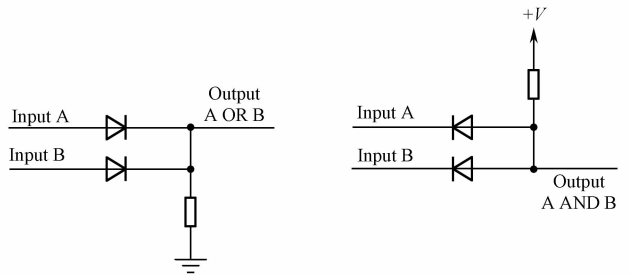 Input A
Input B
Output
A OR B
+V
Input A
Input B
Output
A AND B